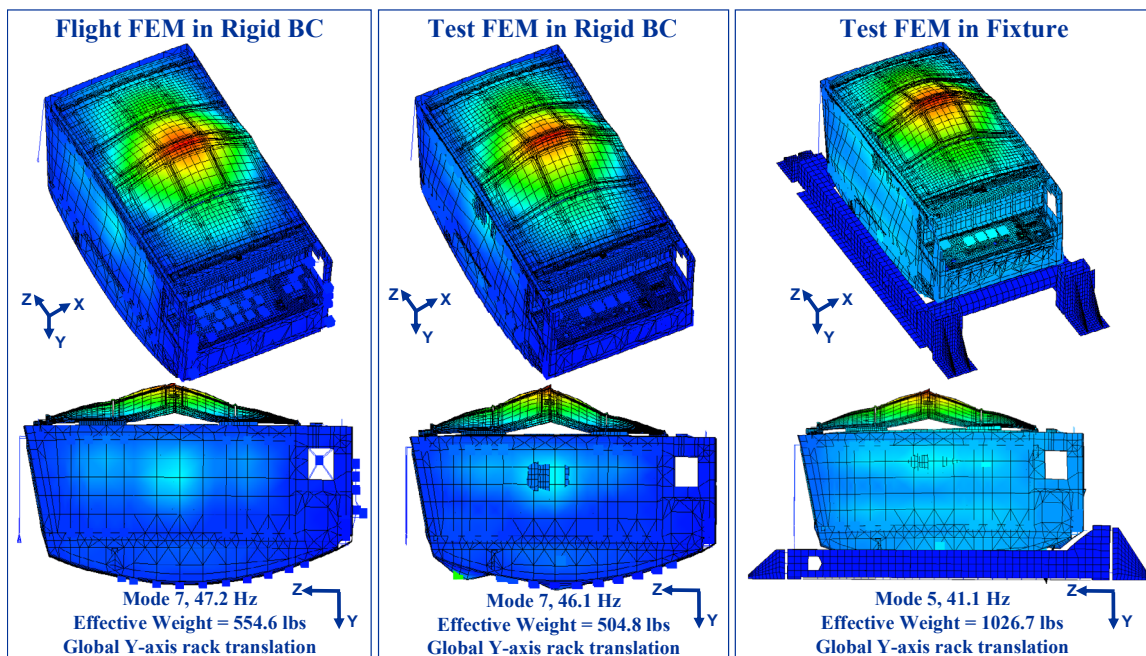 Flight FEM in Rigid BC
Z
X
Y
Z
Mode 7, 47.2 Hz
Effective Weight = 554.6 lbs
Y
Global Y-axis rack translation
Test FEM in Rigid BC
Z
X
Y
Z
Mode 7, 46.1 Hz
Effective Weight = 504.8 lbs
Y
Global Y-axis rack translation
Test FEM in Fixture
Z
X
Y
Z
Mode 5, 41.1 Hz
Effective Weight = 1026.7 lbs
Y
Global Y-axis rack translation